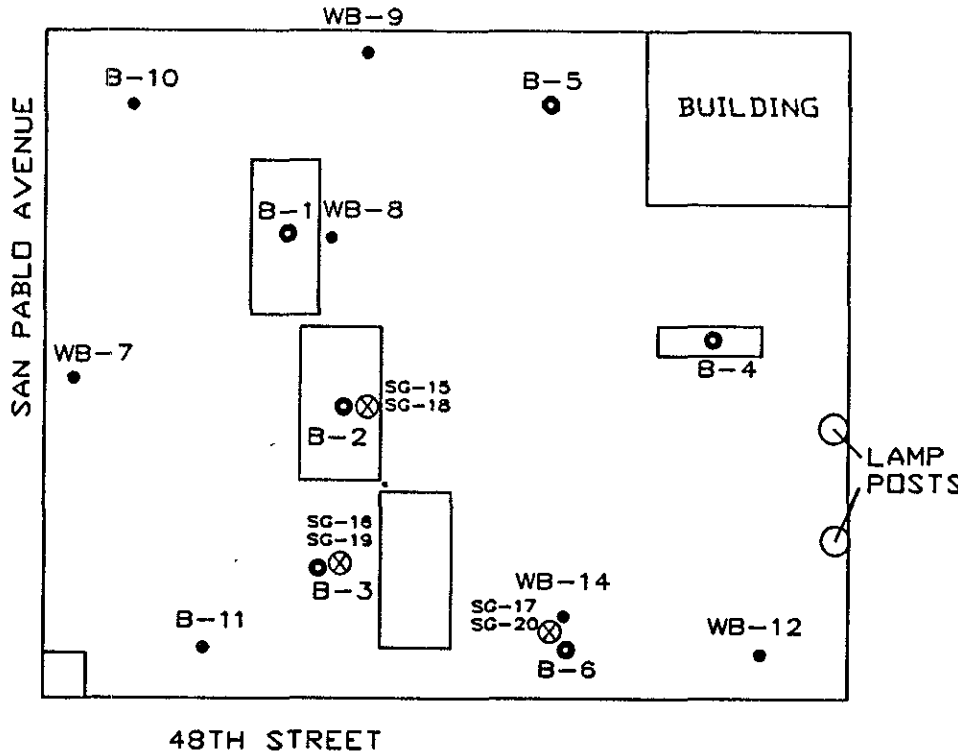 WB-9
B-10
B-5
BUILDING
SAN PABLO AVENUE
B-1
WB-8
WB-7
B-4
SG-15
SG-18
B-2
LAMP
POSTS
SG-16
SG-19
B-3
WB-14
SG-17
SG-20
B-11
WB-12
B-6
48TH STREET